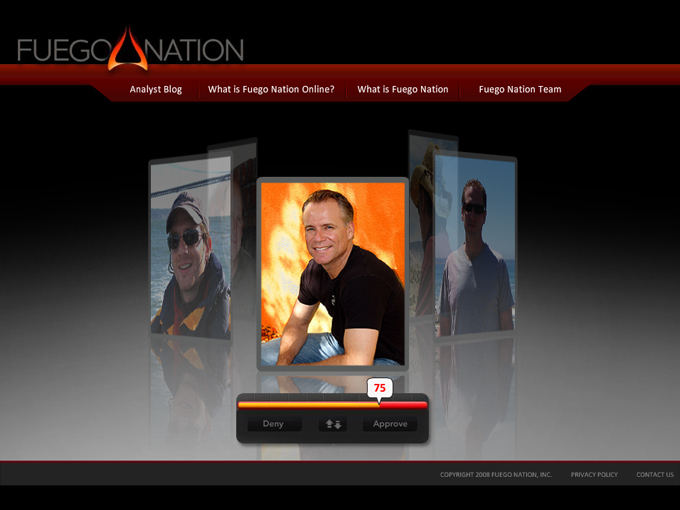 FUEGO NATION
Analyst Blog
What is Fuego Nation Online?
What is Fuego Nation
Fuego Nation Team
75
Deny
Approve
COPYRIGHT 2008 FUEGO NATION, INC.
PRIVACY POLICY
CONTACT US